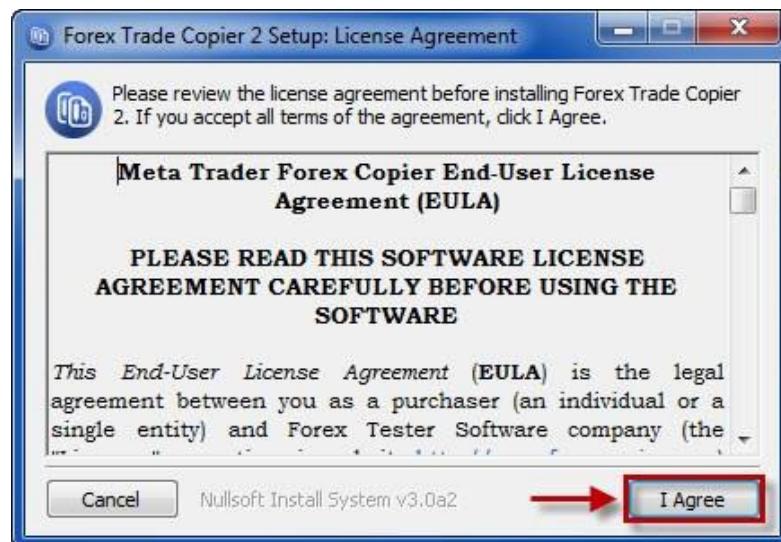 Forex Trade Copier 2 Setup: License Agreement
Please review the license agreement before installing Forex Trade Copier
2. If you accept all terms of the agreement, click I Agree.
Meta Trader Forex Copier End-User License
Agreement (EULA)
PLEASE READ THIS SOFTWARE LICENSE
AGREEMENT CAREFULLY BEFORE USING THE
SOFTWARE
This End-User License Agreement (EULA) is the legal
agreement between you as a purchaser (an individual or a
single entity) and Forex Tester Software company (the
Cancel
Nullsoft Install System v3.0a2
I Agree